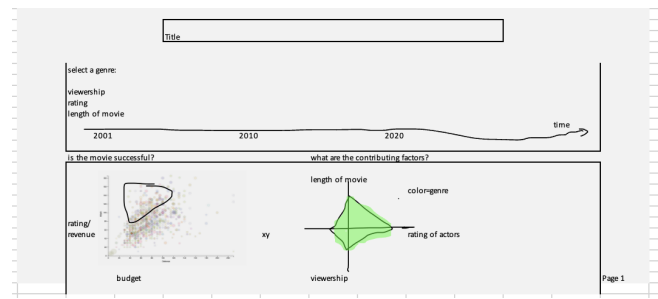 Title
select a genre:
viewership
rating
length of movie
time
2001 2010 2020
is the movie successful? what are the contributing factors?
length of movie
color=genre
rating/
revenue
xy
rating of actors
budget
viewership
Page 1